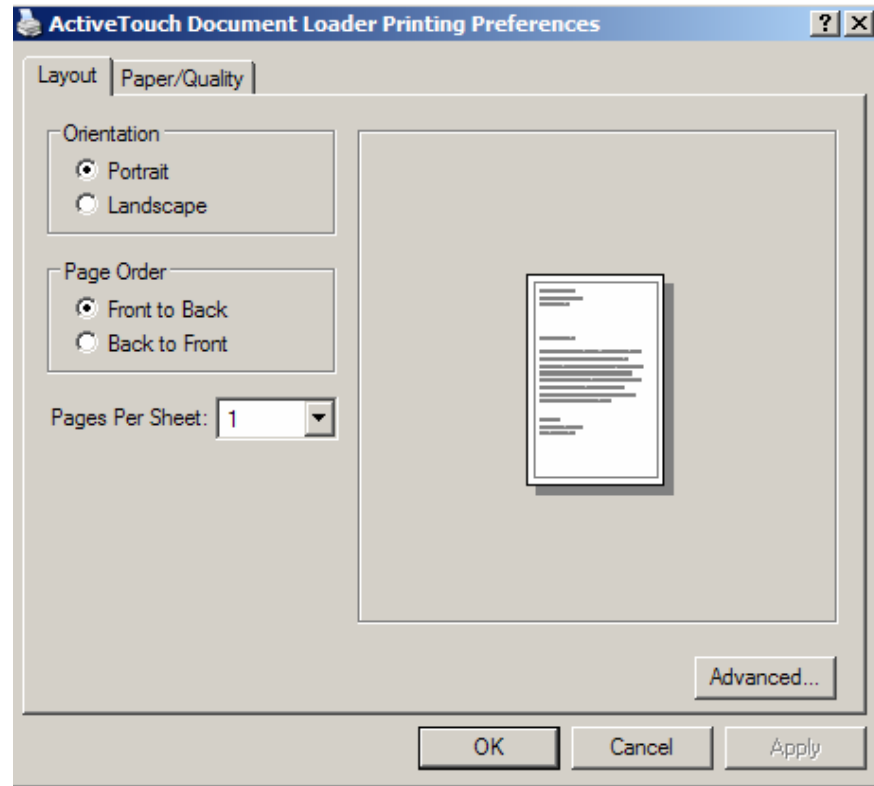 ActiveTouch Document Loader Printing Preferences
Layout Paper/Quality
Orientation
Portrait
Landscape
Page Order
Front to Back
Back to Front
Pages Per Sheet: 1
Advanced...
OK Cancel Apply